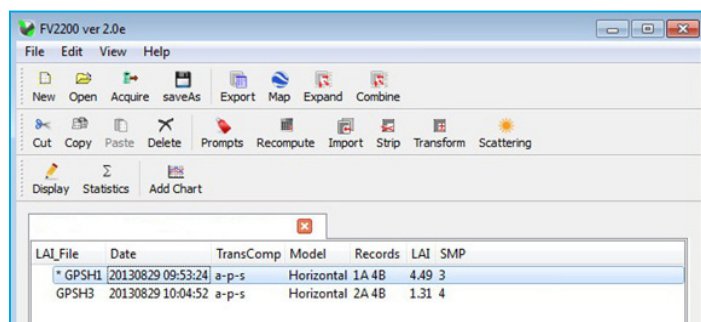 FV2200 ver 2.0e
File Edit View Help
New Open Acquire saveAs Export Map Expand Combine
Cut Copy Paste Delete Prompts Recompute Import Strip Transform Scattering
Display Statistics Add Chart
LAI_File Date TransComp Model Records LAI SMP
* GPSH1 20130829 09:53:24 a-p-s Horizontal 1A 4B 4.49 3
GPSH3 20130829 10:04:52 a-p-s Horizontal 2A 4B 1.31 4